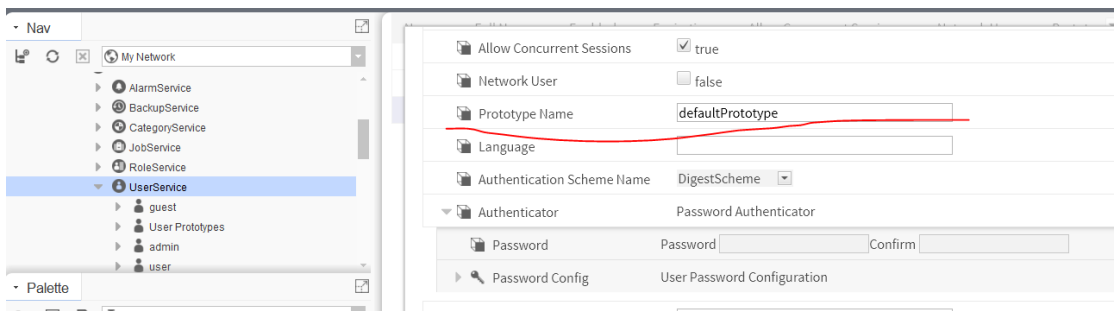 Nav
My Network
AlarmService
BackupService
CategoryService
JobService
RoleService
UserService
guest
User Prototypes
admin
user
Palette
Allow Concurrent Sessions true
Network User false
Prototype Name defaultPrototype
Language
Authentication Scheme Name DigestScheme
Authenticator Password Authenticator
Password Password Confirm
Password Config User Password Configuration